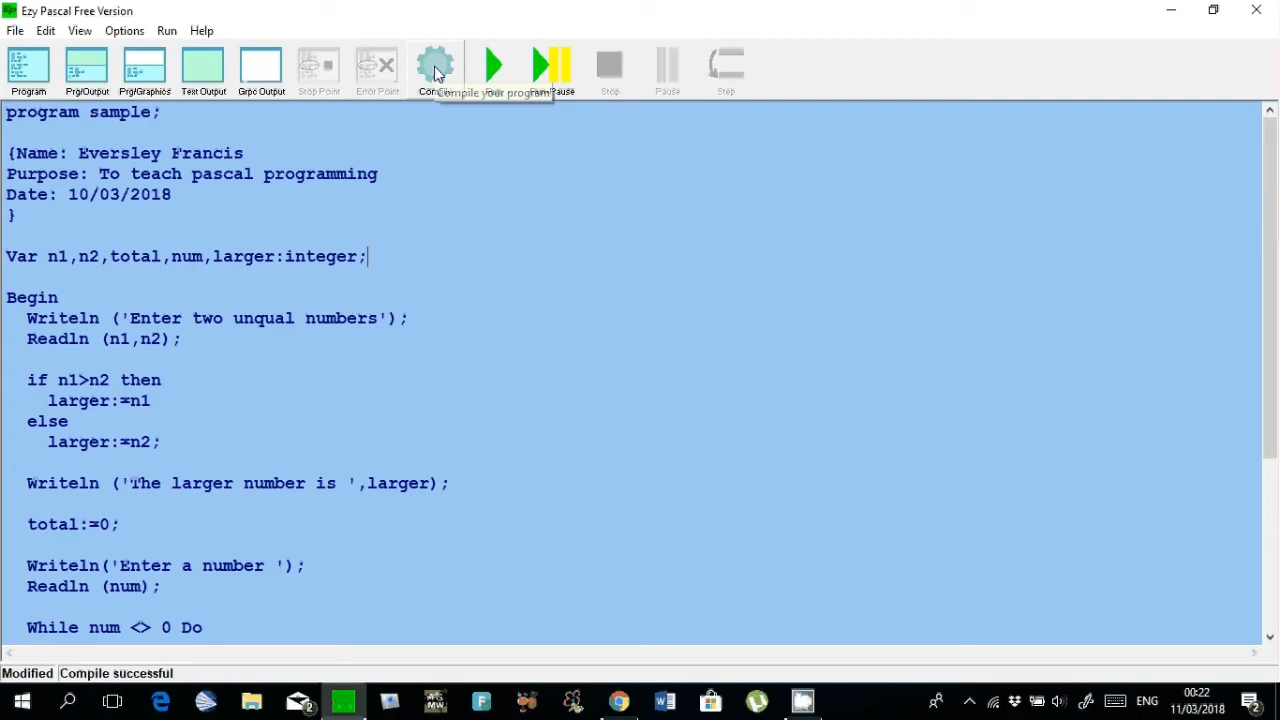 Ezy Pascal Free Version
File Edit View Options Run Help
Program Prg/Output Prg/Graphics Text Output Grpc Output Stop Point Error Point Stop Pause Step
Compile your program
program sample;
{Name: Eversley Francis
Purpose: To teach pascal programming
Date: 10/03/2018
}
Var n1,n2,total,num,larger:integer;
Begin
Writeln ('Enter two unqual numbers');
Readln (n1,n2);
if n1>n2 then
larger:=n1
else
larger:=n2;
Writeln ('The larger number is ',larger);
total:=0;
Writeln('Enter a number ');
Readln (num);
While num <> 0 Do
Modified Compile successful
ENG
00:22
11/03/2018